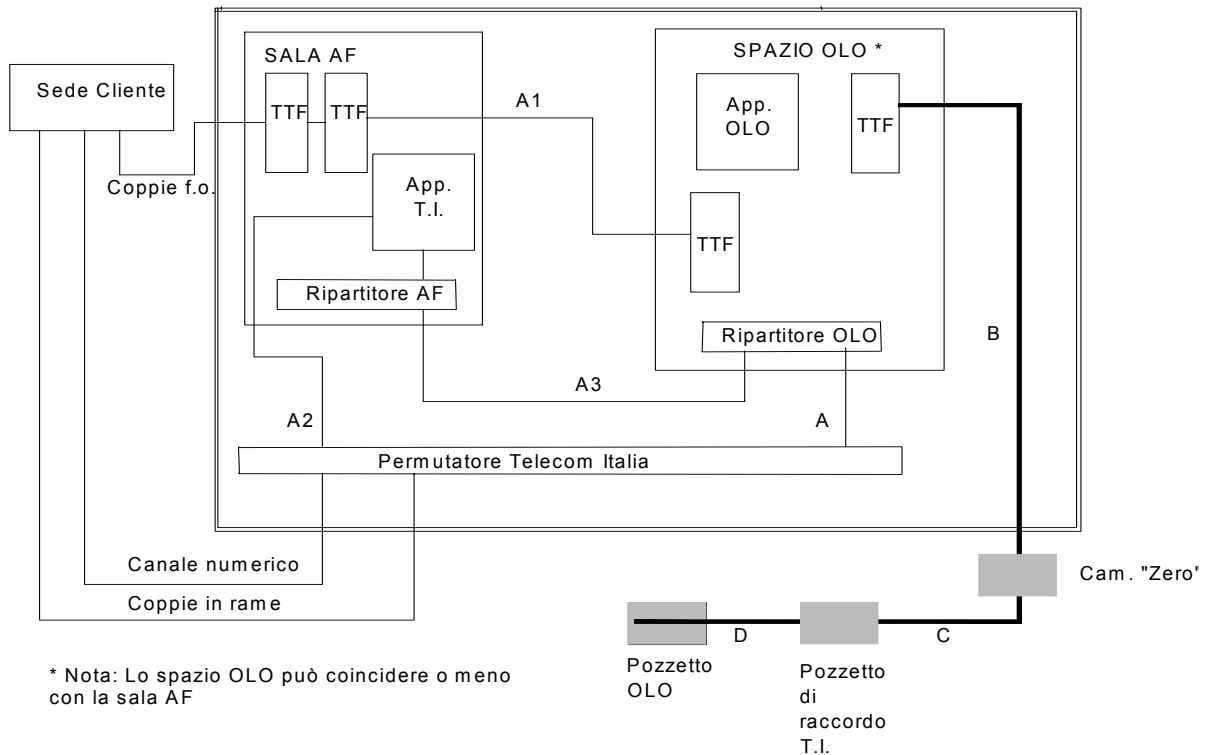 SALA AF
SPAZIO OLO *
Sede Cliente
TTF
TTF
A1
App.
OLO
TTF
Coppie f.o.
App.
T.I.
TTF
Ripartitore AF
Ripartitore OLO
B
A3
A2
A
Permutatore Telecom Italia
Canale numerico
Cam. "Zero"
Coppie in rame
D
C
Pozzetto
OLO
Pozzetto
di
raccordo
T.I.
* Nota: Lo spazio OLO può coincidere o meno
con la sala AF